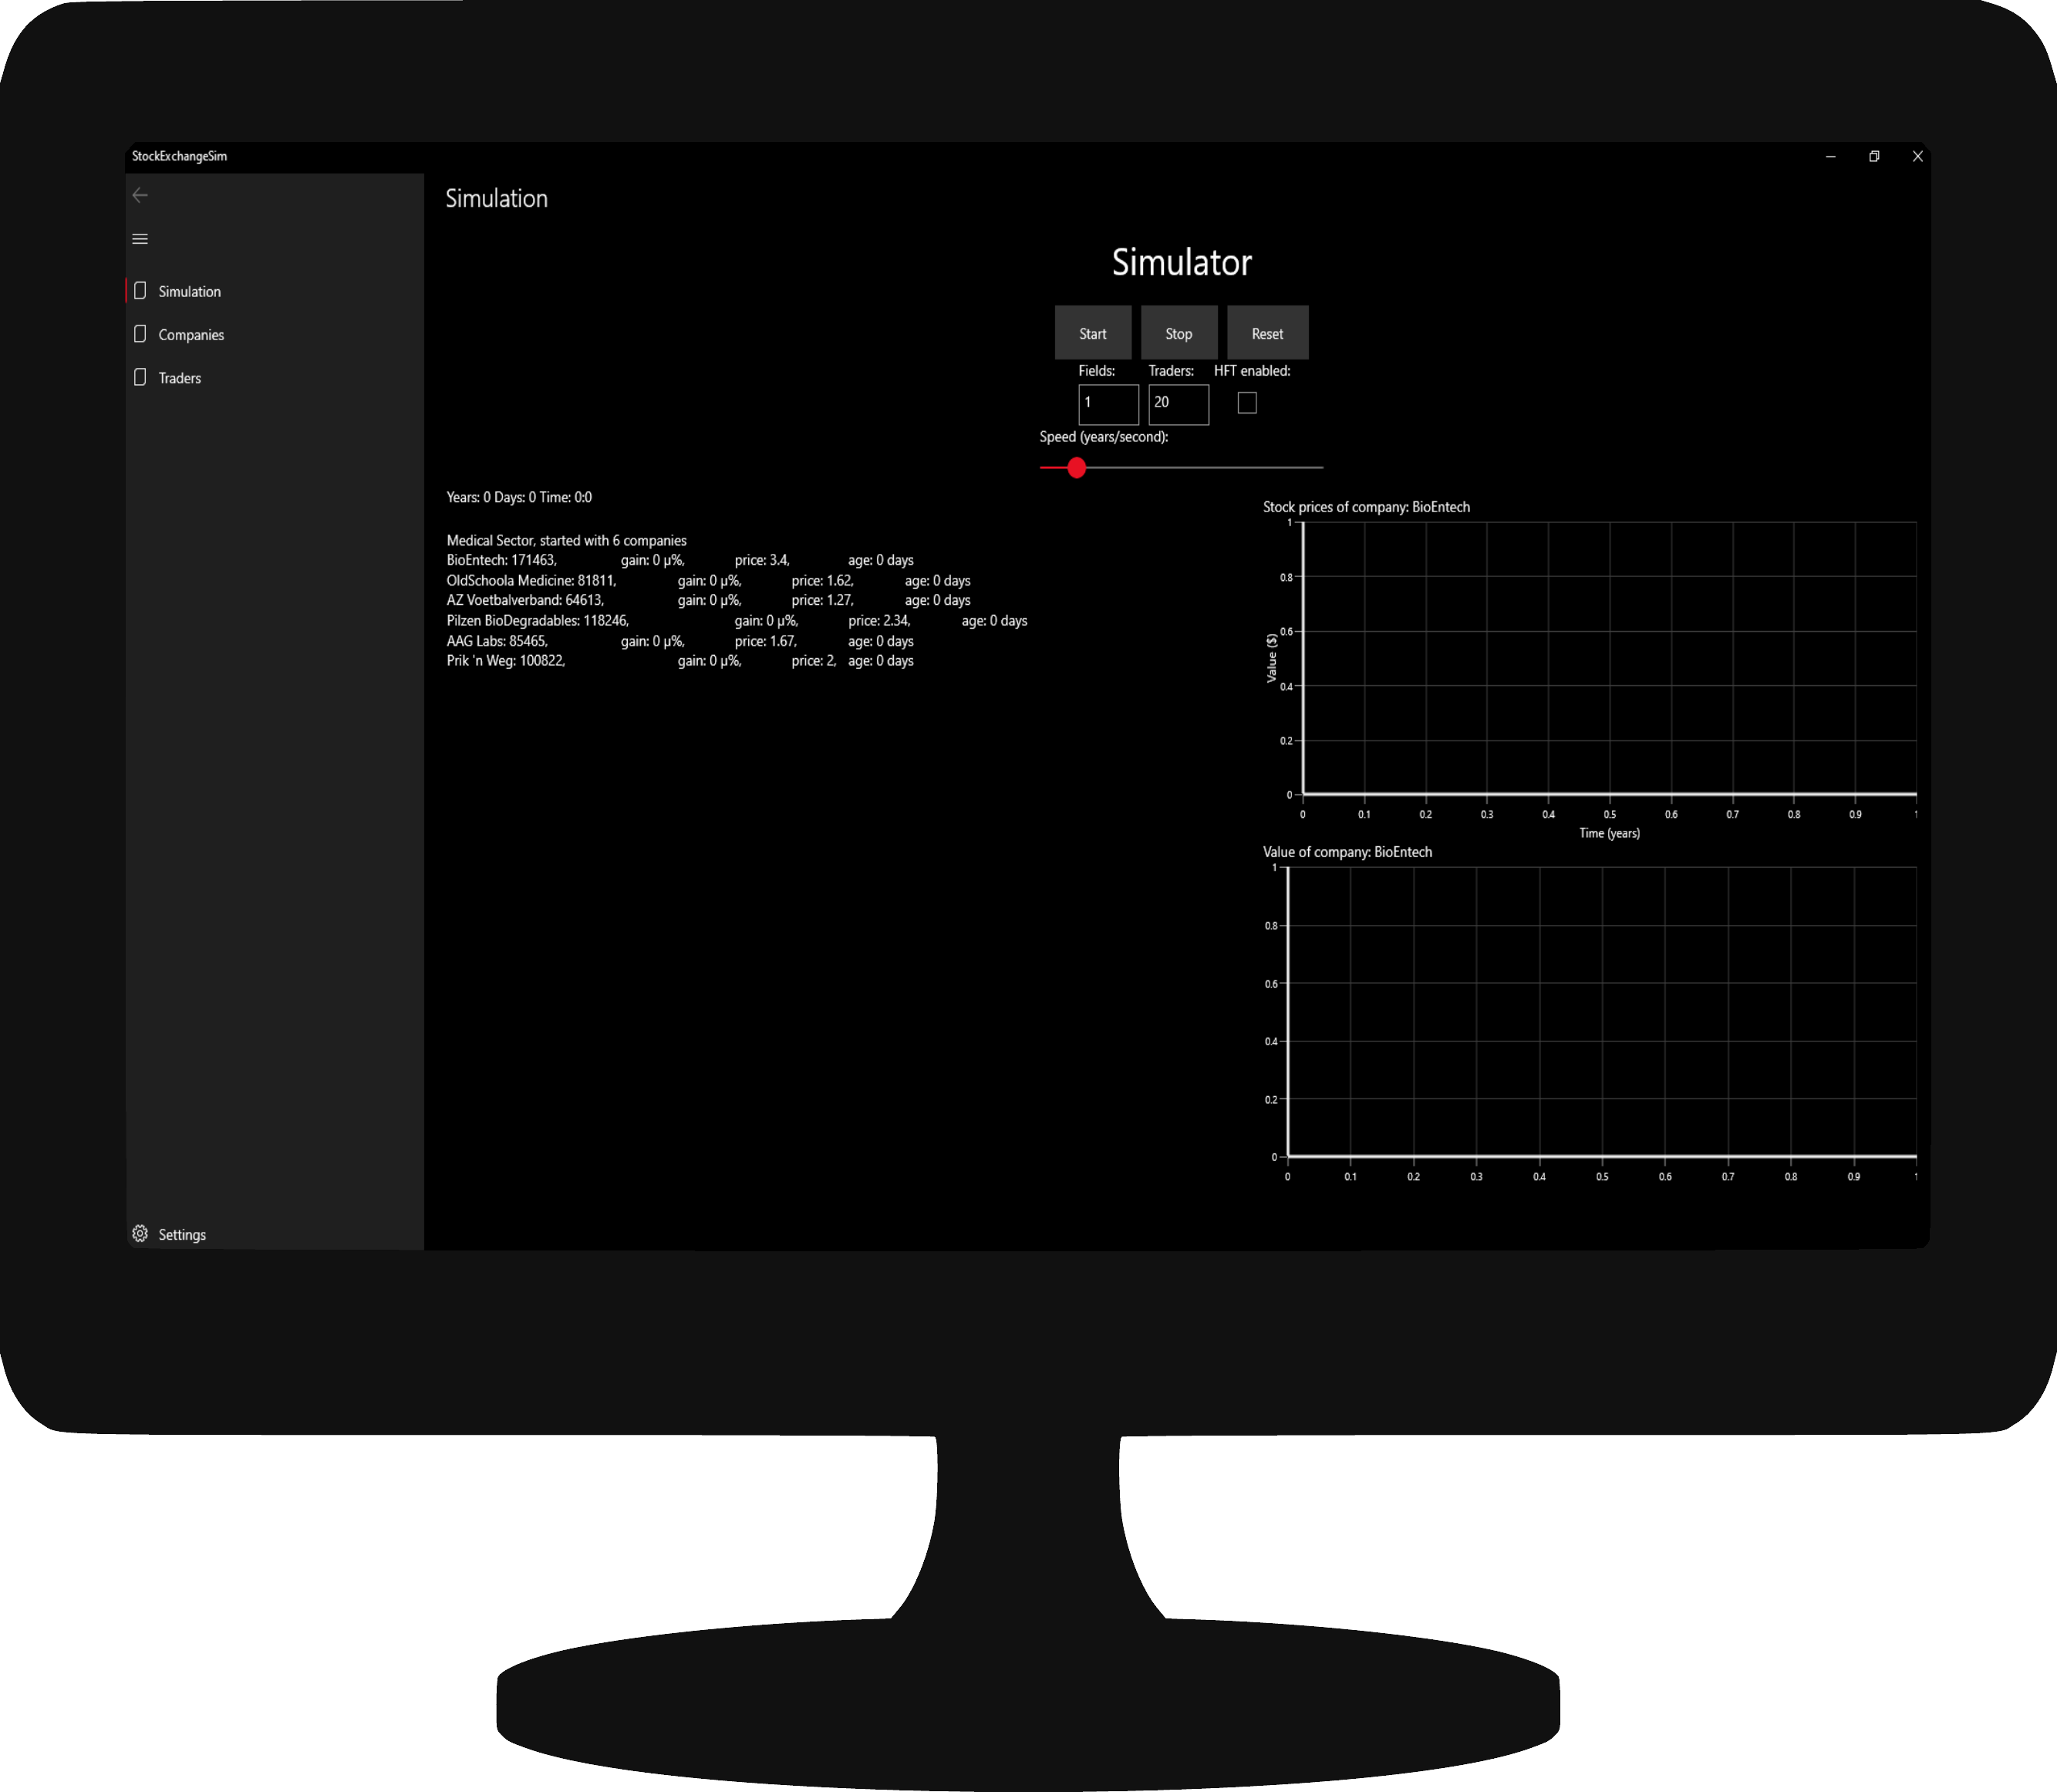 StockExchangeSim
Simulation
Simulation
Companies
Traders
Settings
Simulator
Start Stop Reset
Fields: Traders: HFT enabled:
1 20
Speed (years/second):
Years: 0 Days: 0 Time: 0:0
Medical Sector, started with 6 companies
BioEntech: 171463, gain: 0 µ%, price: 3.4, age: 0 days
OldSchoola Medicine: 81811, gain: 0 µ%, price: 1.62, age: 0 days
AZ Voetbalverband: 64613, gain: 0 µ%, price: 1.27, age: 0 days
Pilzen BioDegradables: 118246, gain: 0 µ%, price: 2.34, age: 0 days
AAG Labs: 85465, gain: 0 µ%, price: 1.67, age: 0 days
Prik 'n Weg: 100822, gain: 0 µ%, price: 2, age: 0 days
Stock prices of company: BioEntech
1
0.8
0.6
0.4
0.2
0
Value ($)
0 0.1 0.2 0.3 0.4 0.5 0.6 0.7 0.8 0.9 1
Time (years)
Value of company: BioEntech
1
0.8
0.6
0.4
0.2
0
0 0.1 0.2 0.3 0.4 0.5 0.6 0.7 0.8 0.9 1